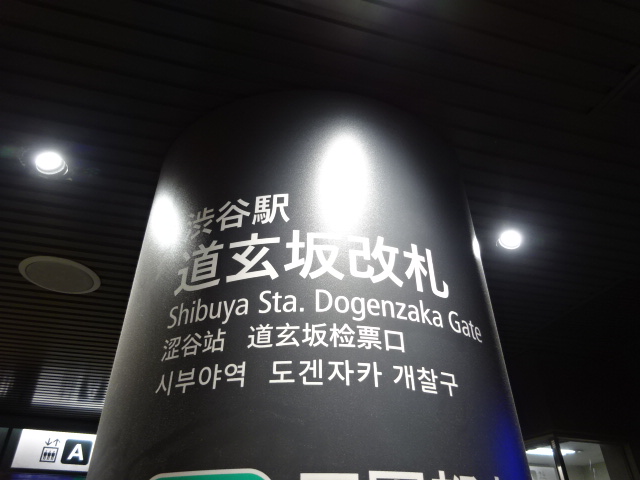 渋谷駅
道玄坂改札
Shibuya Sta. Dogenzaka Gate
涩谷站 道玄坂检票口
시부야역 도겐자카 개찰구
A